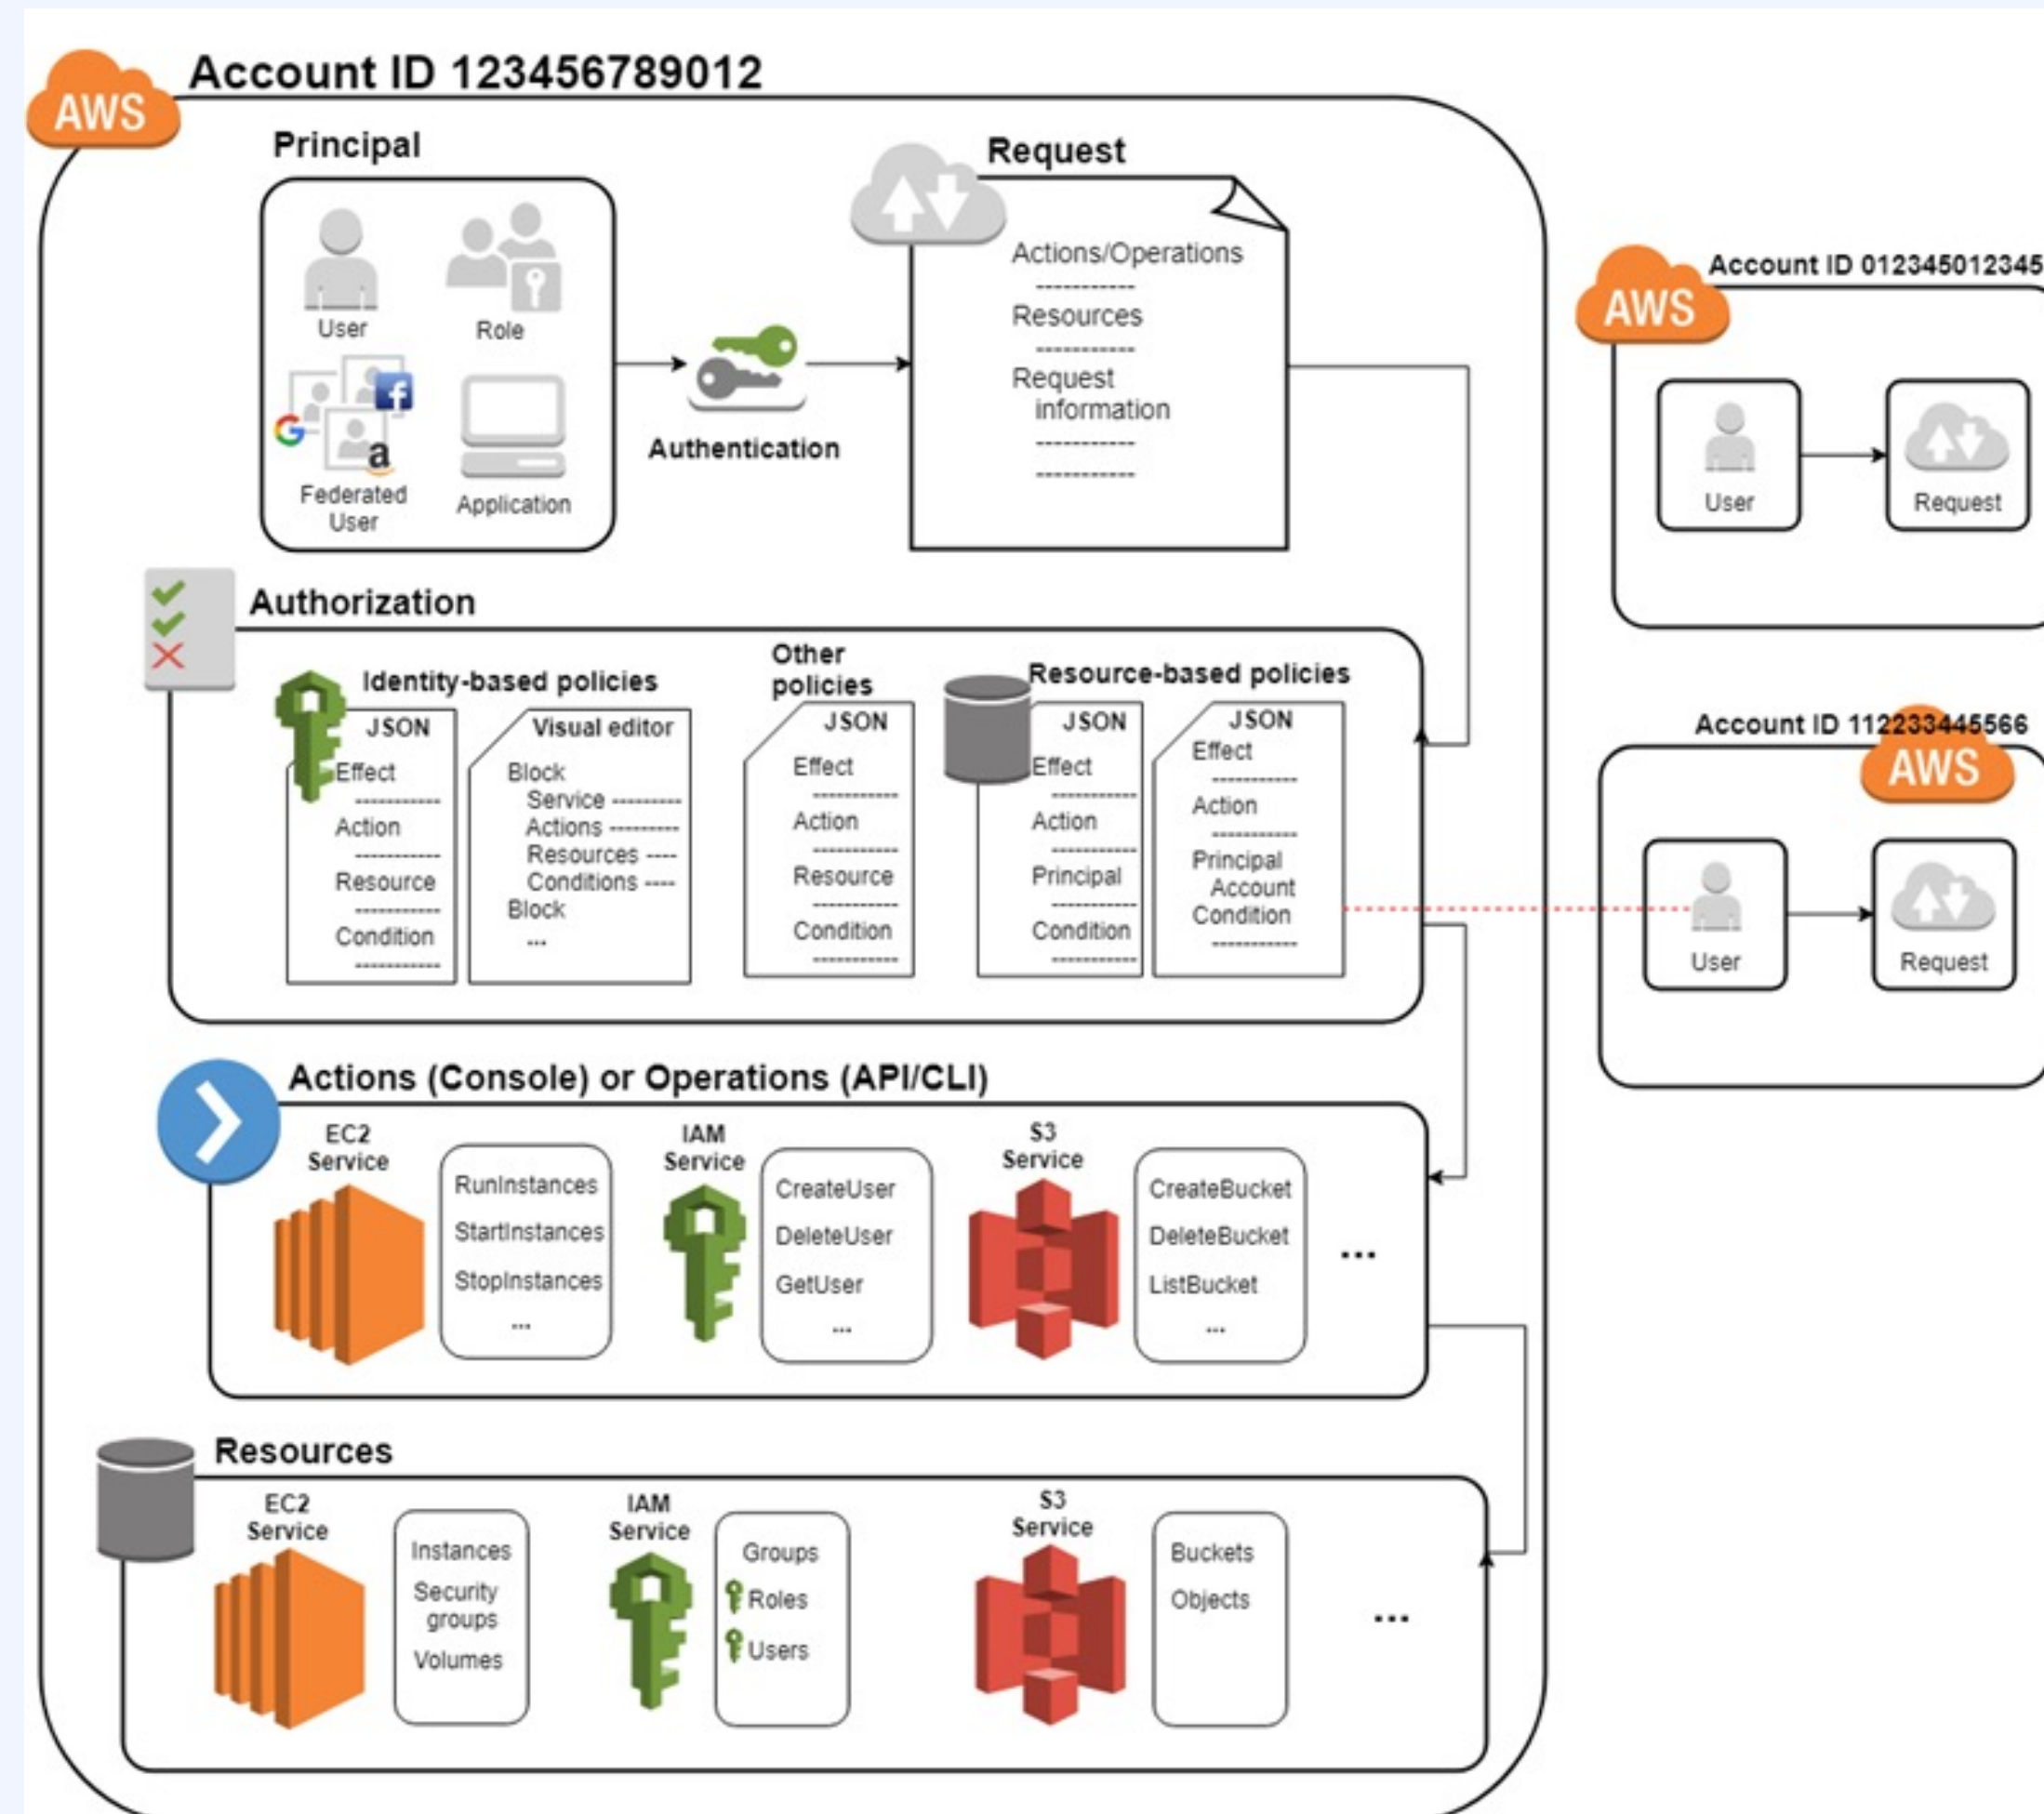 AWS
Account ID 123456789012
Principal
User
Role
Federated
User
Application
G
f
a
Authentication
Request
Actions/Operations
-----------
Resources
-----------
Request
information
-----------
-----------
Authorization
Identity-based policies
JSON
Effect
-----------
Action
-----------
Resource
-----------
Condition
-----------
Visual editor
Block
Service ---------
Actions ---------
Resources ----
Conditions ----
Block
...
Other
policies
JSON
Effect
-----------
Action
-----------
Resource
-----------
Condition
-----------
Resource-based policies
JSON
Effect
-----------
Action
-----------
Principal
-----------
Condition
-----------
JSON
Effect
-----------
Action
-----------
Principal
Account
Condition
-----------
Actions (Console) or Operations (API/CLI)
EC2
Service
RunInstances
StartInstances
StopInstances
...
IAM
Service
CreateUser
DeleteUser
GetUser
...
S3
Service
CreateBucket
DeleteBucket
ListBucket
...
...
Resources
EC2
Service
Instances
Security
groups
Volumes
IAM
Service
Groups
Roles
Users
S3
Service
Buckets
Objects
...
Account ID 012345012345
AWS
User
Request
Account ID 112233445566
AWS
User
Request